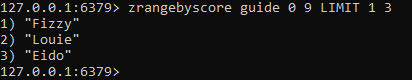 127.0.0.1:6379> zrangebyscore guide 0 9 LIMIT 1 3
1) "Fizzy"
2) "Louie"
3) "Eido"
127.0.0.1:6379>